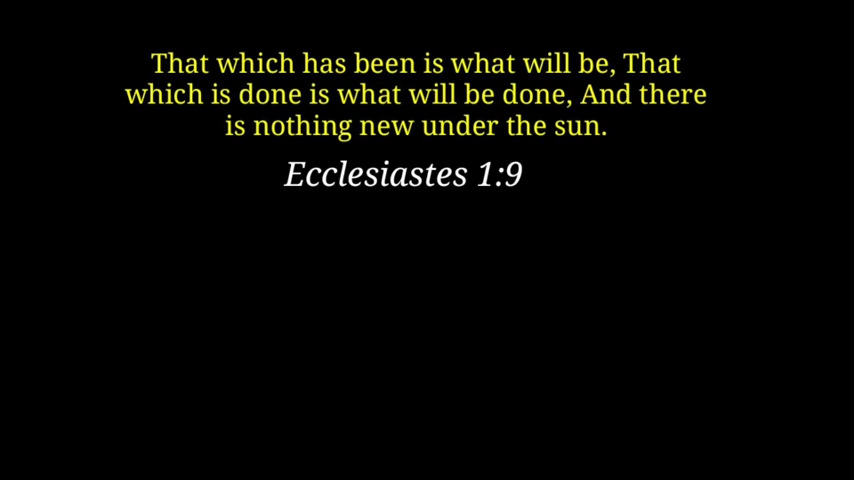 That which has been is what will be, That
which is done is what will be done, And there
is nothing new under the sun.
Ecclesiastes 1:9